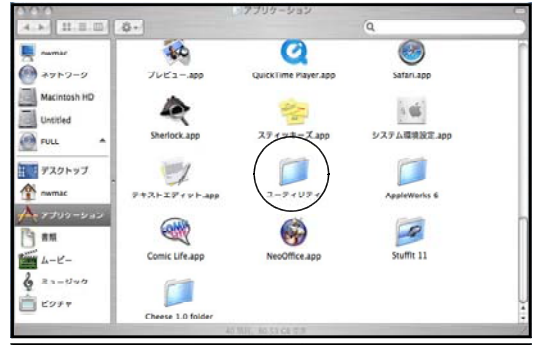 アプリケーション
nwmac
ネットワーク
Macintosh HD
Untitled
FULL
デスクトップ
nwmac
アプリケーション
書類
ムービー
ミュージック
ピクチャ
プレビュー.app
QuickTime Player.app
Safari.app
Sherlock.app
スティッキーズ.app
システム環境設定.app
テキストエディット.app
ユーティリティ
AppleWorks 6
Comic Life.app
NeoOffice.app
StuffIt 11
Cheese 1.0 folder